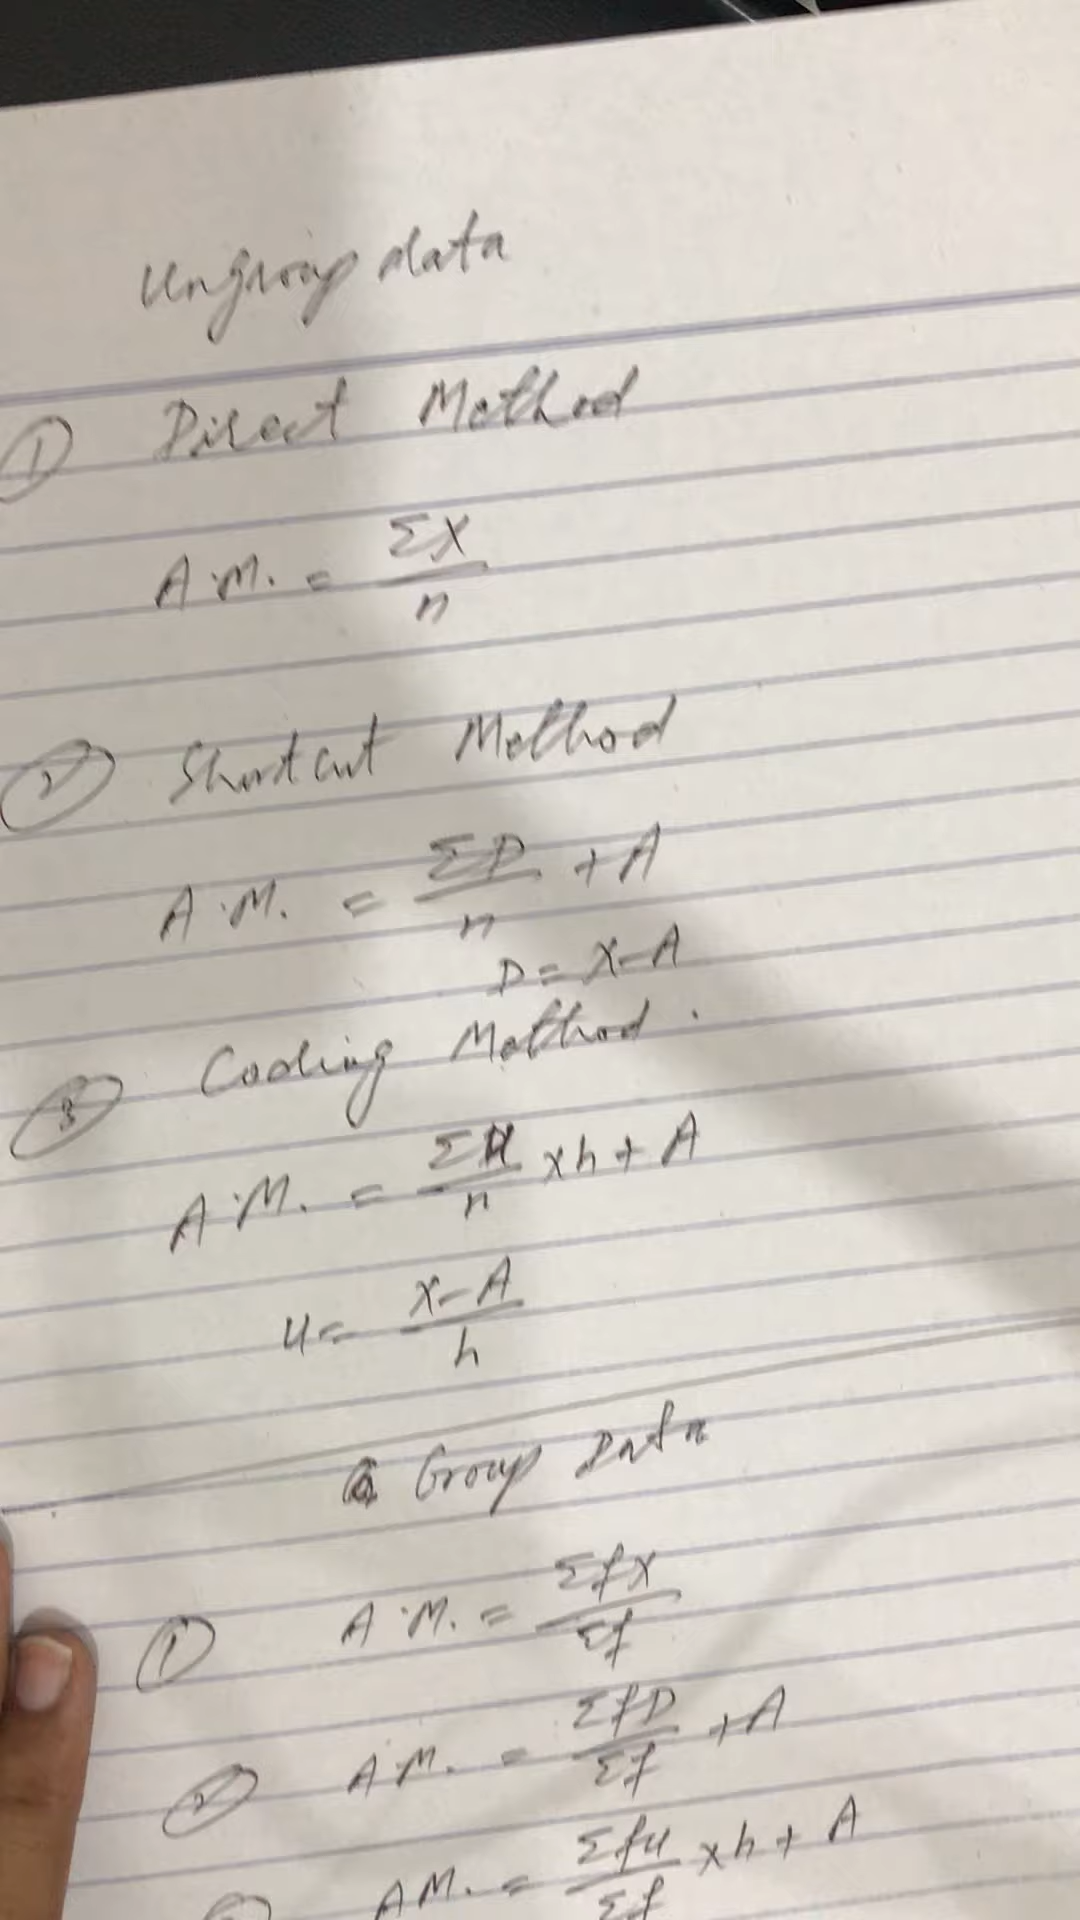 Ungroup data
① Direct Method
A.M. = ΣX / n
② Shortcut Method
A.M. = ΣD / n + A
D = X-A
③ Coding Method.
A.M. = ΣU / n × h + A
U = X-A / h
Group Data
① A.M. = ΣfX / Σf
② A.M. = ΣfD / Σf + A
AM. = Σfu / Σf × h + A